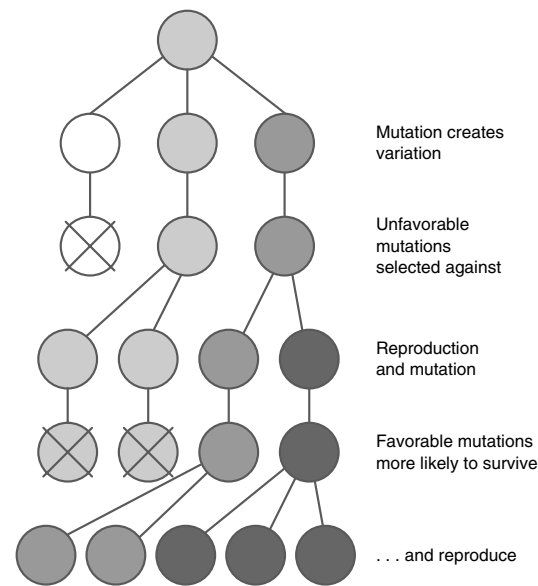 Mutation creates
variation
Unfavorable
mutations
selected against
Reproduction
and mutation
Favorable mutations
more likely to survive
. . . and reproduce